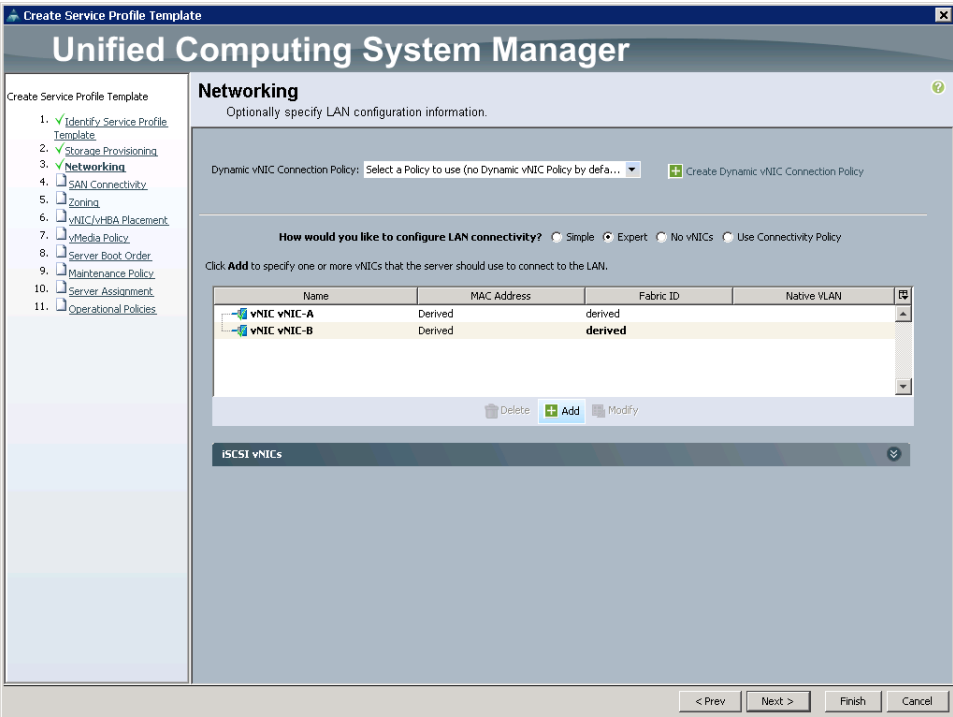 Create Service Profile Template
Unified Computing System Manager
Create Service Profile Template
1. Identify Service Profile
Template
2. Storage Provisioning
3. Networking
4. SAN Connectivity
5. Zoning
6. vNIC/vHBA Placement
7. vMedia Policy
8. Server Boot Order
9. Maintenance Policy
10. Server Assignment
11. Operational Policies
Networking
Optionally specify LAN configuration information.
Dynamic vNIC Connection Policy: Select a Policy to use (no Dynamic vNIC Policy by defa... Create Dynamic vNIC Connection Policy
How would you like to configure LAN connectivity? Simple Expert No vNICs Use Connectivity Policy
Click Add to specify one or more vNICs that the server should use to connect to the LAN.
Name MAC Address Fabric ID Native VLAN
vNIC vNIC-A Derived derived
vNIC vNIC-B Derived derived
Delete Add Modify
iSCSI vNICs
< Prev Next > Finish Cancel